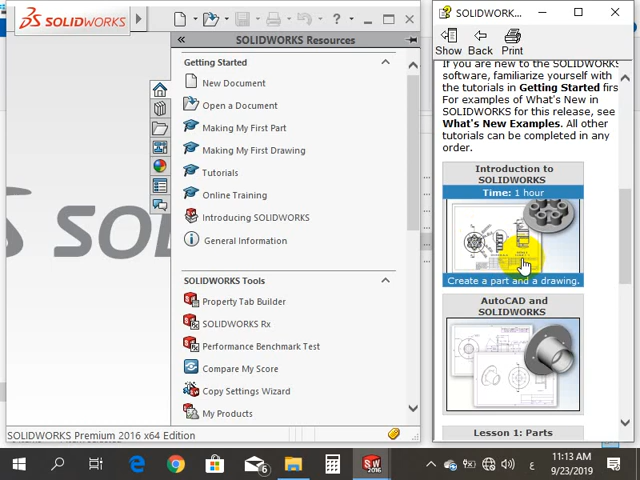 SOLIDWORKS
SOLIDWORKS Resources
Getting Started
New Document
Open a Document
Making My First Part
Making My First Drawing
Tutorials
Online Training
Introducing SOLIDWORKS
General Information
SOLIDWORKS Tools
Property Tab Builder
SOLIDWORKS Rx
Performance Benchmark Test
Compare My Score
Copy Settings Wizard
My Products
SOLIDWORKS Premium 2016 x64 Edition
SOLIDWORK...
Show
Back
Print
If you are new to the SOLIDWORKS
software, familiarize yourself with
the tutorials in Getting Started firs
For examples of What's New in
SOLIDWORKS for this release, see
What's New Examples. All other
tutorials can be completed in any
order.
Introduction to
SOLIDWORKS
Time: 1 hour
Create a part and a drawing.
AutoCAD and
SOLIDWORKS
Lesson 1: Parts
SO
6
SW
2016
ع
11:13 AM
9/23/2019